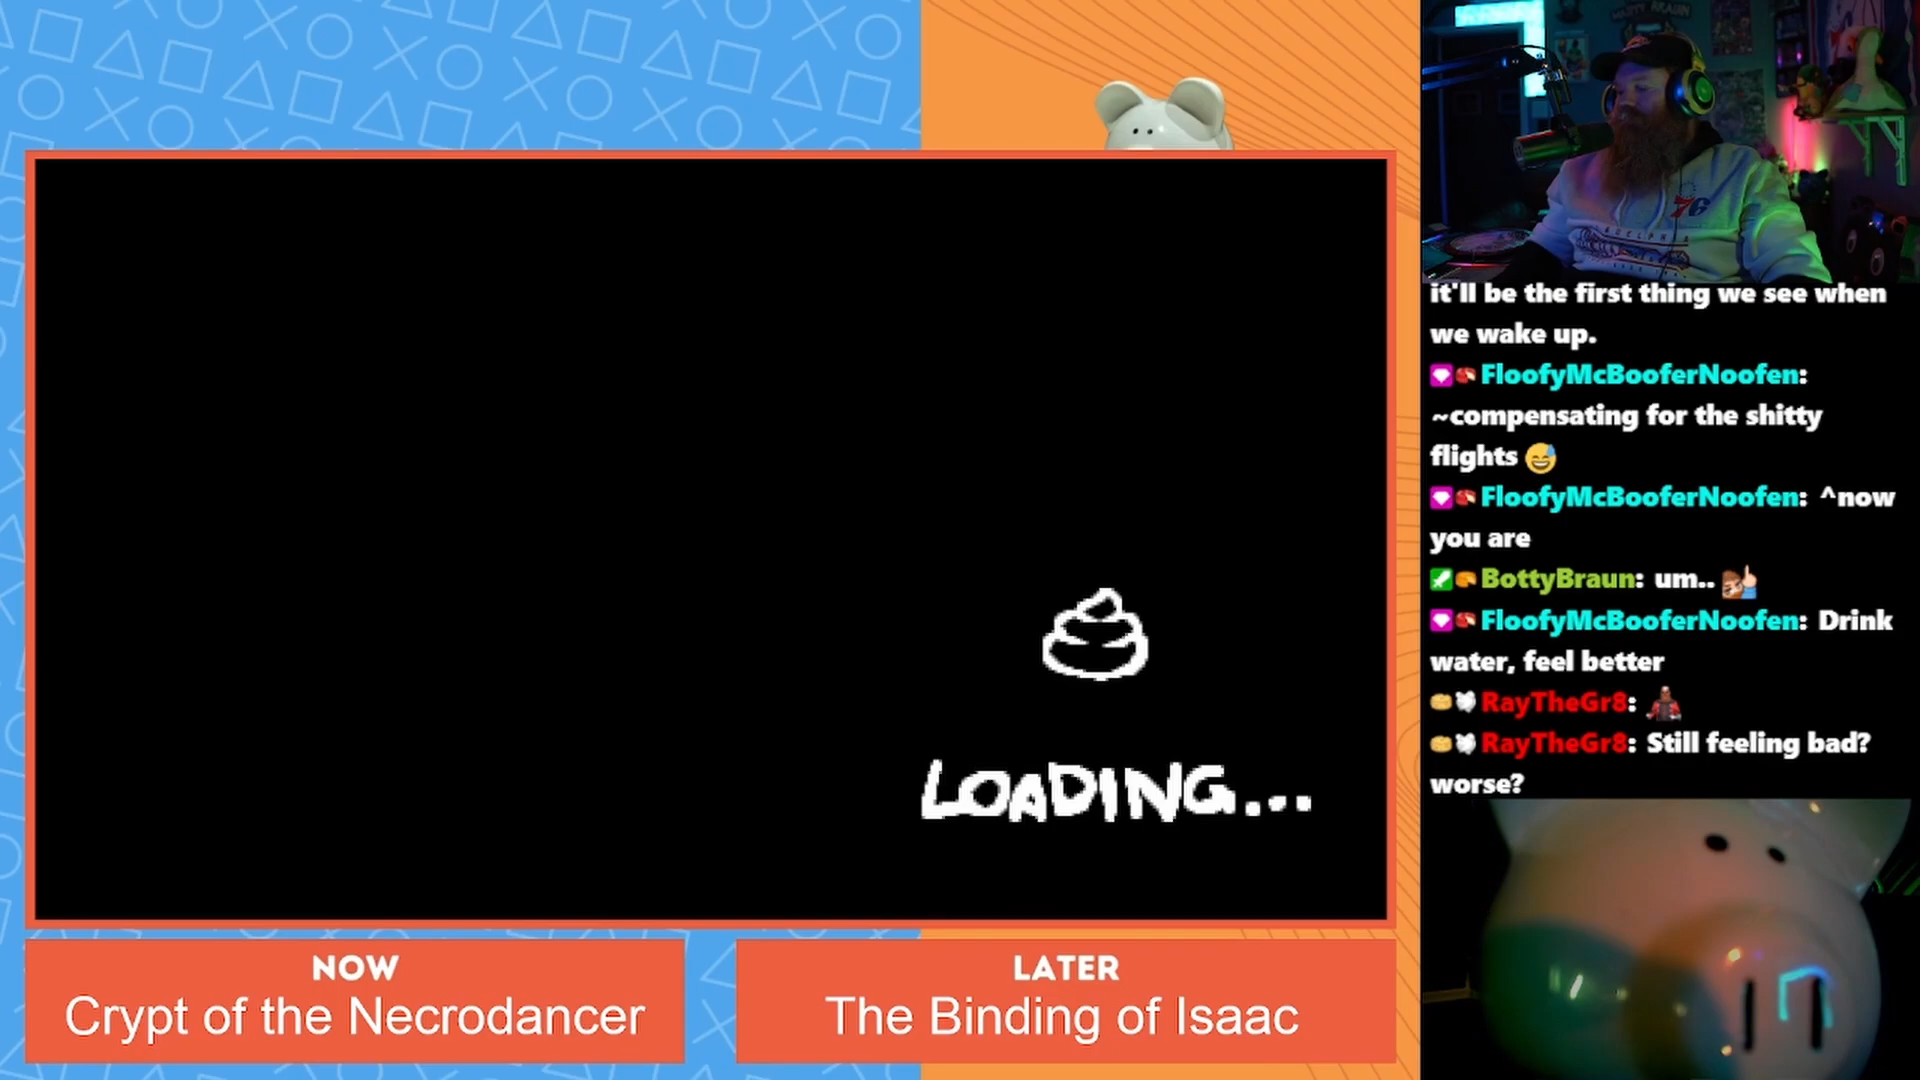 LOADING...
NOW
Crypt of the Necrodancer
LATER
The Binding of Isaac
76
it'll be the first thing we see when
we wake up.
FloofyMcBooferNoofen:
~compensating for the shitty
flights
FloofyMcBooferNoofen: ^now
you are
BottyBraun: um..
FloofyMcBooferNoofen: Drink
water, feel better
RayTheGr8:
RayTheGr8: Still feeling bad?
worse?